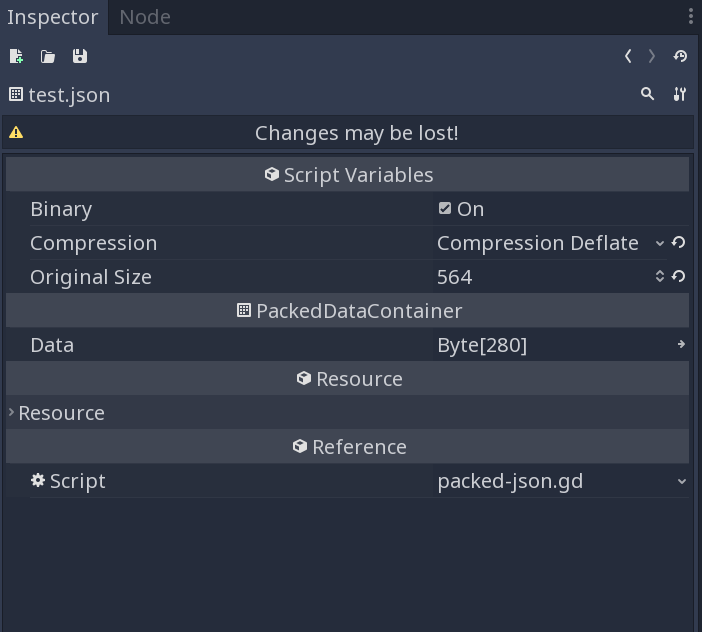 Inspector Node
test.json
Changes may be lost!
Script Variables
Binary On
Compression Compression Deflate
Original Size 564
PackedDataContainer
Data Byte[280]
Resource
Resource
Reference
Script packed-json.gd